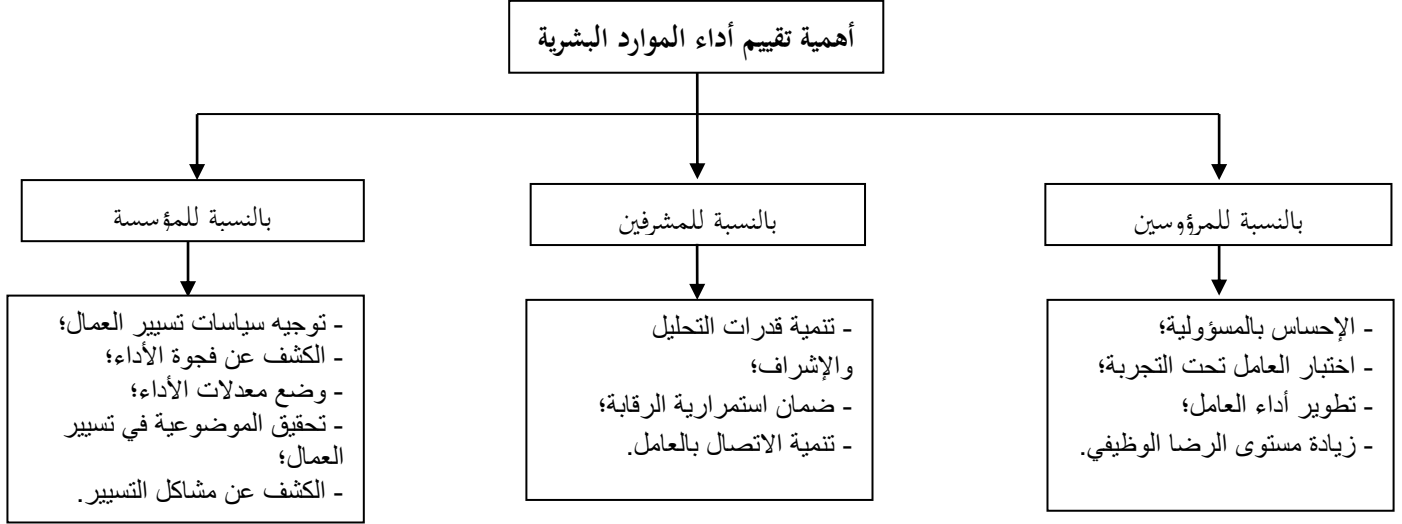 أهمية تقييم أداء الموارد البشرية
بالنسبة للمرؤوسين
بالنسبة للمشرفين
بالنسبة للمؤسسة
- الإحساس بالمسؤولية؛
- اختبار العامل تحت التجربة؛
- تطوير أداء العامل؛
- زيادة مستوى الرضا الوظيفي.
- تنمية قدرات التحليل
والإشراف؛
- ضمان استمرارية الرقابة؛
- تنمية الاتصال بالعامل.
- توجيه سياسات تسيير العمال؛
- الكشف عن فجوة الأداء؛
- وضع معدلات الأداء؛
- تحقيق الموضوعية في تسيير
العمال؛
- الكشف عن مشاكل التسيير.